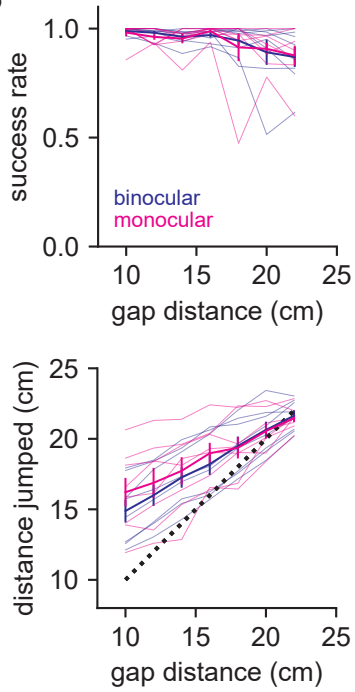 1.0
0.5
0.0
success rate
binocular
monocular
10 15 20 25
gap distance (cm)
25
20
15
10
distance jumped (cm)
10 15 20 25
gap distance (cm)